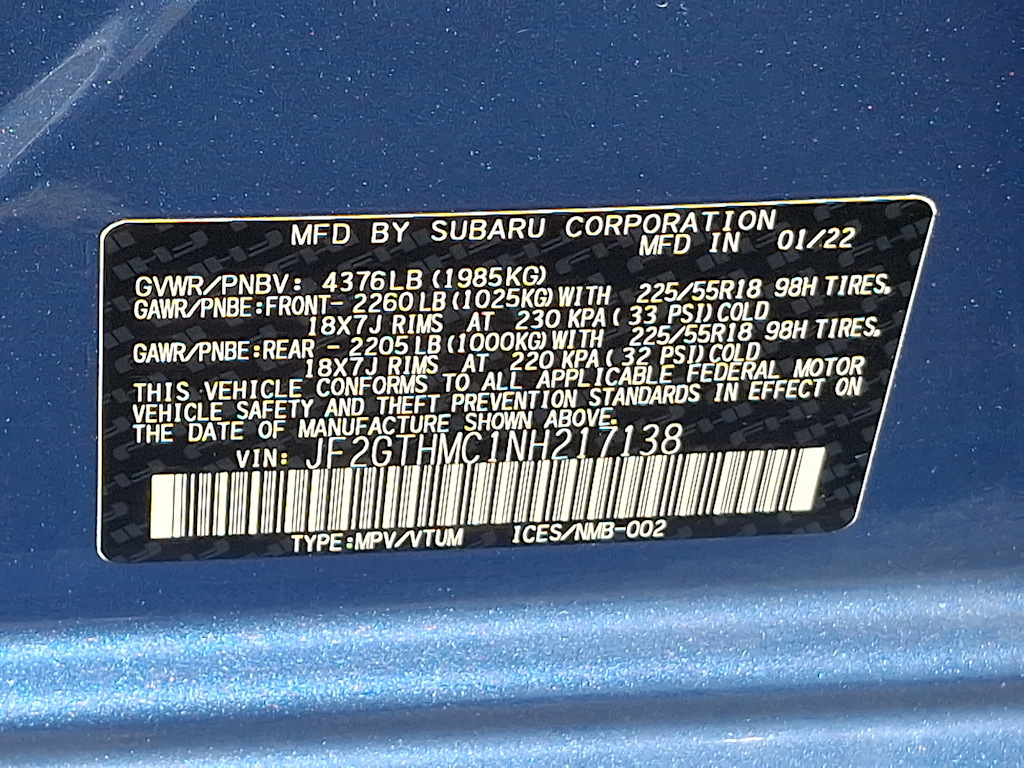 MFD BY SUBARU CORPORATION
MFD IN 01/22
GVWR/PNBV: 4376LB (1985KG)
GAWR/PNBE:FRONT- 2260 LB (1025KG) WITH 225/55R18 98H TIRES.
18X7J RIMS AT 230 KPA ( 33 PSI) COLD
GAWR/PNBE:REAR - 2205 LB (1000KG) WITH 225/55R18 98H TIRES.
18X7J RIMS AT 220 KPA ( 32 PSI) COLD
THIS VEHICLE CONFORMS TO ALL APPLICABLE FEDERAL MOTOR
VEHICLE SAFETY AND THEFT PREVENTION STANDARDS IN EFFECT ON
THE DATE OF MANUFACTURE SHOWN ABOVE.
VIN: JF2GTHMC1NH217138
TYPE:MPV/VTUM ICES/NMB-002